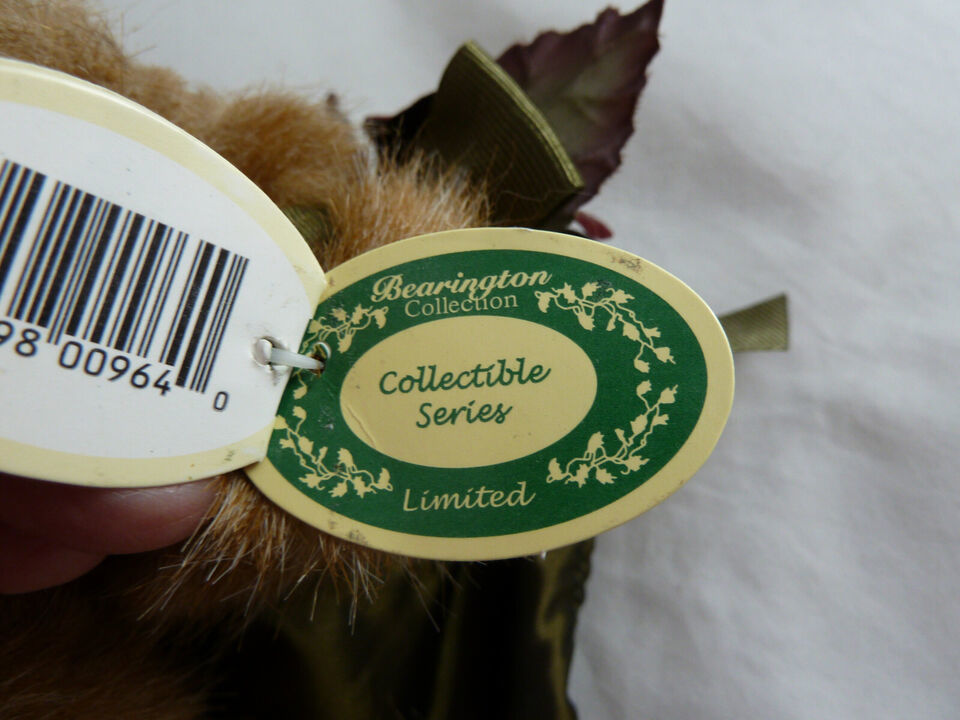 98 00964 0
Bearington
Collection
Collectible
Series
Limited